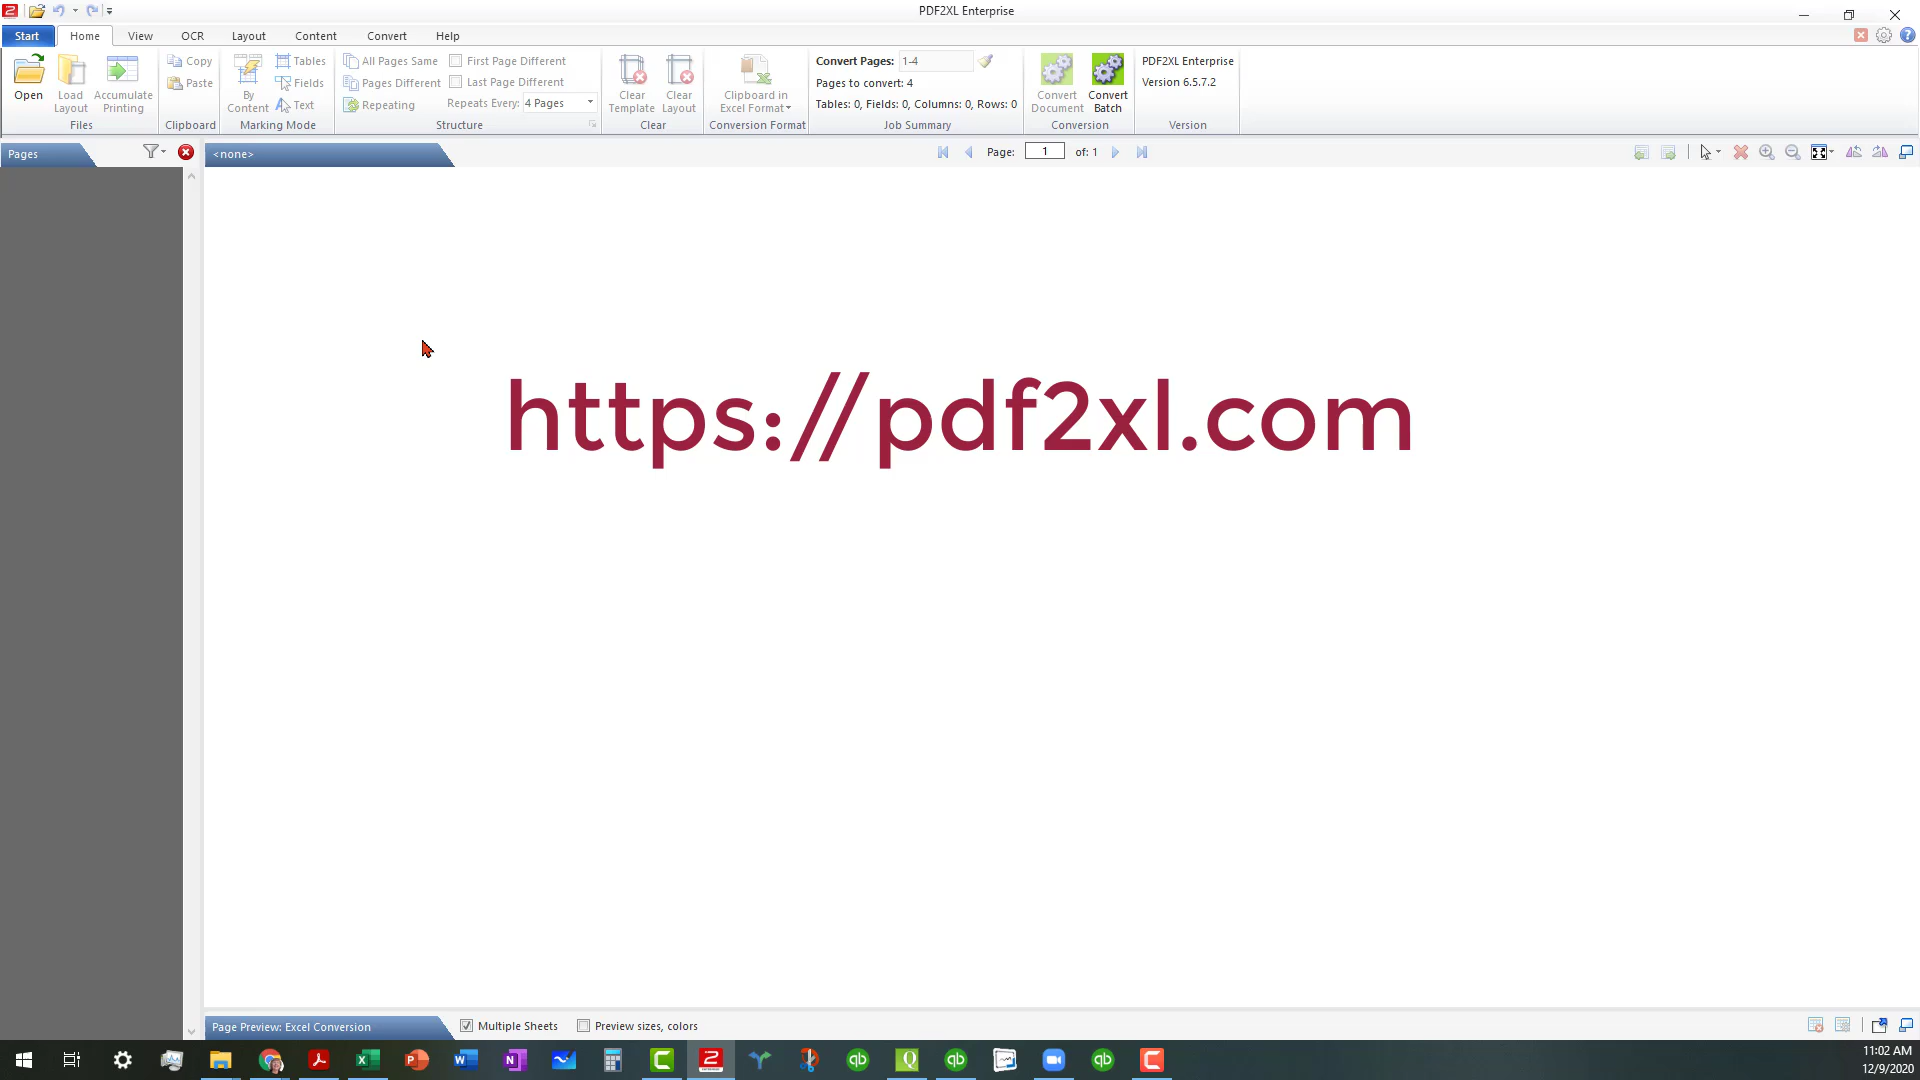 PDF2XL Enterprise
Start Home View OCR Layout Content Convert Help
Open
Load Layout
Accumulate Printing
Files
Copy
Paste
Clipboard
By Content
Tables
Fields
Text
Marking Mode
All Pages Same
Pages Different
Repeating
First Page Different
Last Page Different
Repeats Every: 4 Pages
Structure
Clear Template
Clear Layout
Clear
Clipboard in Excel Format
Conversion Format
Convert Pages: 1-4
Pages to convert: 4
Tables: 0, Fields: 0, Columns: 0, Rows: 0
Job Summary
Convert Document
Convert Batch
Conversion
PDF2XL Enterprise
Version 6.5.7.2
Version
Pages
<none>
Page: 1 of: 1
https://pdf2xl.com
Page Preview: Excel Conversion
Multiple Sheets
Preview sizes, colors
11:02 AM
12/9/2020